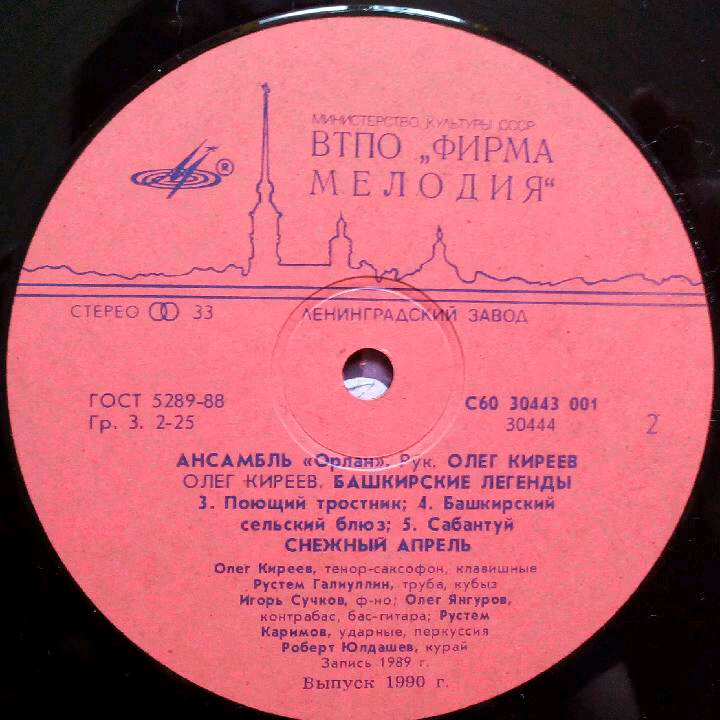 МИНИСТЕРСТВО КУЛЬТУРЫ СССР
ВТПО „ФИРМА
МЕЛОДИЯ“
®
СТЕРЕО 33
ЛЕНИНГРАДСКИЙ ЗАВОД
ГОСТ 5289-88
Гр. 3. 2-25
С60 30443 001
30444
2
АНСАМБЛЬ «Орлан». Рук. ОЛЕГ КИРЕЕВ
ОЛЕГ КИРЕЕВ. БАШКИРСКИЕ ЛЕГЕНДЫ
3. Поющий тростник; 4. Башкирский
сельский блюз; 5. Сабантуй
СНЕЖНЫЙ АПРЕЛЬ
Олег Киреев, тенор-саксофон, клавишные
Рустем Галиуллин, труба, кубыз
Игорь Сучков, ф-но; Олег Янгуров,
контрабас, бас-гитара; Рустем
Каримов, ударные, перкуссия
Роберт Юлдашев, курай
Запись 1989 г.
Выпуск 1990 г.